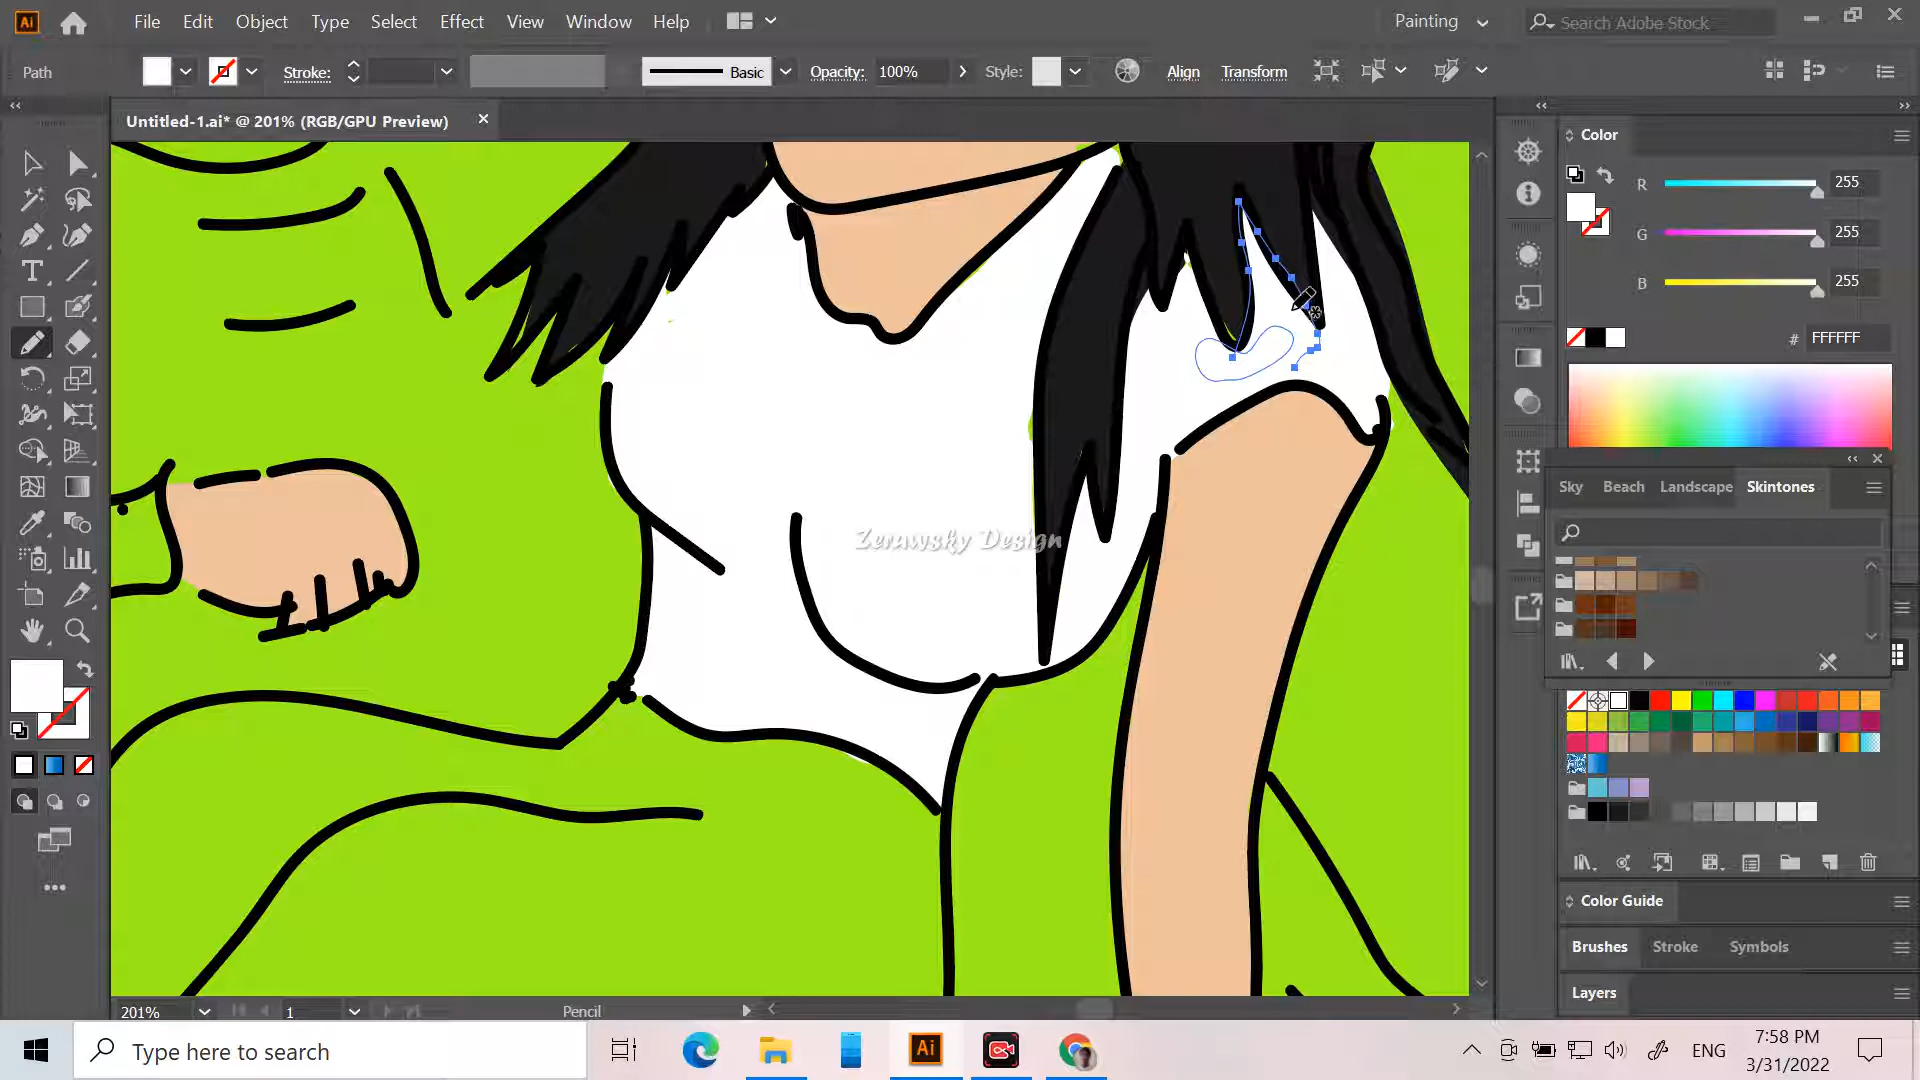 Ai File Edit Object Type Select Effect View Window Help Painting Search Adobe Stock
Path Stroke: Basic Opacity: 100% Style: Align Transform
Untitled-1.ai* @ 201% (RGB/GPU Preview)
Color
R 255
G 255
B 255
# FFFFFF
Sky Beach Landscape Skintones
Zerawsky Design
Color Guide
Brushes Stroke Symbols
Layers
201% 1 Pencil
Type here to search
Ai
ENG
7:58 PM
3/31/2022